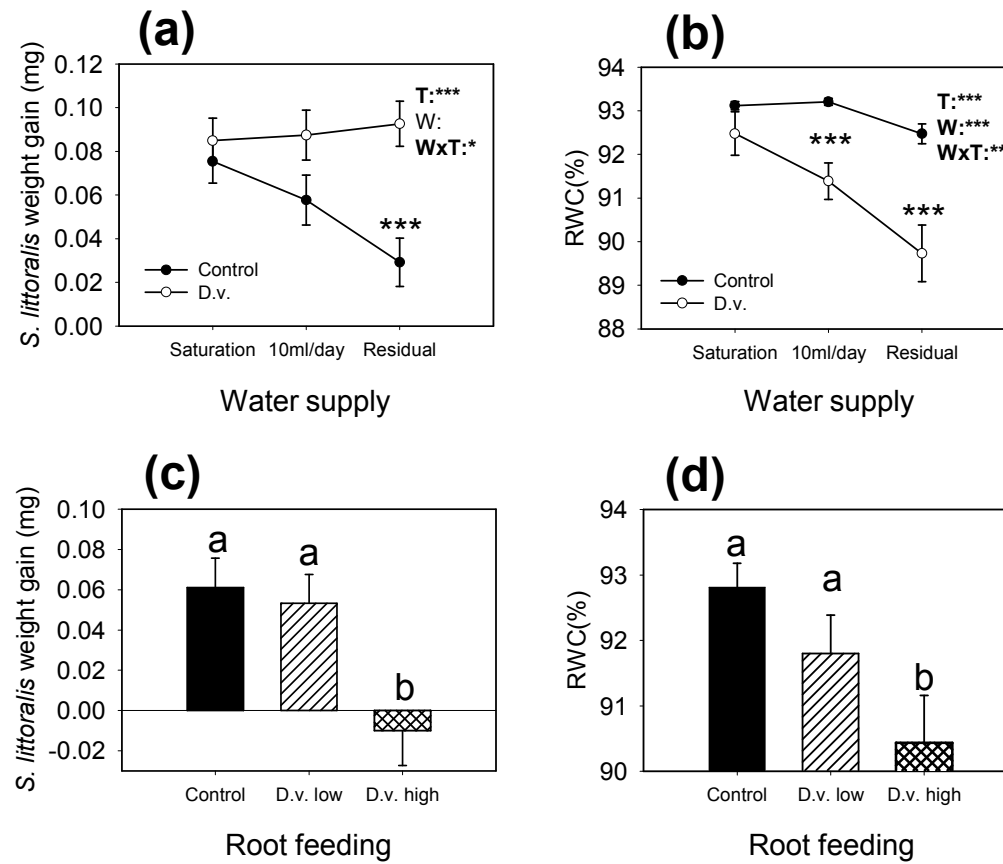 (a)
S. littoralis weight gain (mg)
0.12
0.10
0.08
0.06
0.04
0.02
0.00
T:***
W:
WxT:*
***
Control
D.v.
Saturation 10ml/day Residual
Water supply
(b)
RWC(%)
94
93
92
91
90
89
88
T:***
W:***
WxT:**
***
***
Control
D.v.
Saturation 10ml/day Residual
Water supply
(c)
S. littoralis weight gain (mg)
0.10
0.08
0.06
0.04
0.02
0.00
-0.02
a
a
b
Control D.v. low D.v. high
Root feeding
(d)
RWC(%)
94
93
92
91
90
a
a
b
Control D.v. low D.v. high
Root feeding